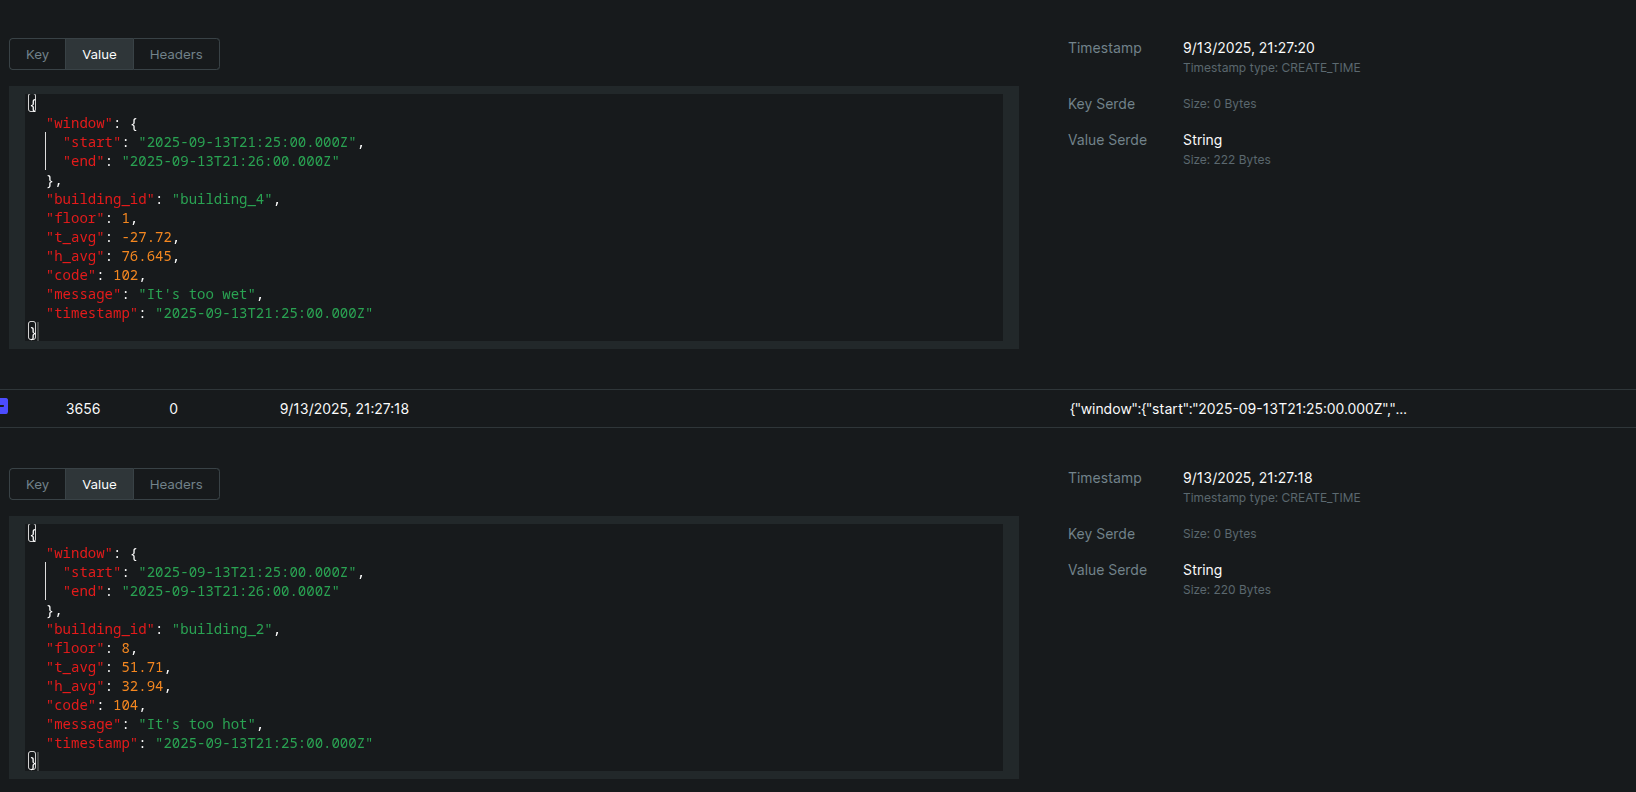 Key Value Headers
Timestamp 9/13/2025, 21:27:20
Timestamp type: CREATE_TIME
Key Serde Size: 0 Bytes
Value Serde String
Size: 222 Bytes
{
"window": {
"start": "2025-09-13T21:25:00.000Z",
"end": "2025-09-13T21:26:00.000Z"
},
"building_id": "building_4",
"floor": 1,
"t_avg": -27.72,
"h_avg": 76.645,
"code": 102,
"message": "It's too wet",
"timestamp": "2025-09-13T21:25:00.000Z"
}
3656 0 9/13/2025, 21:27:18 {"window":{"start":"2025-09-13T21:25:00.000Z","...
Key Value Headers
Timestamp 9/13/2025, 21:27:18
Timestamp type: CREATE_TIME
Key Serde Size: 0 Bytes
Value Serde String
Size: 220 Bytes
{
"window": {
"start": "2025-09-13T21:25:00.000Z",
"end": "2025-09-13T21:26:00.000Z"
},
"building_id": "building_2",
"floor": 8,
"t_avg": 51.71,
"h_avg": 32.94,
"code": 104,
"message": "It's too hot",
"timestamp": "2025-09-13T21:25:00.000Z"
}